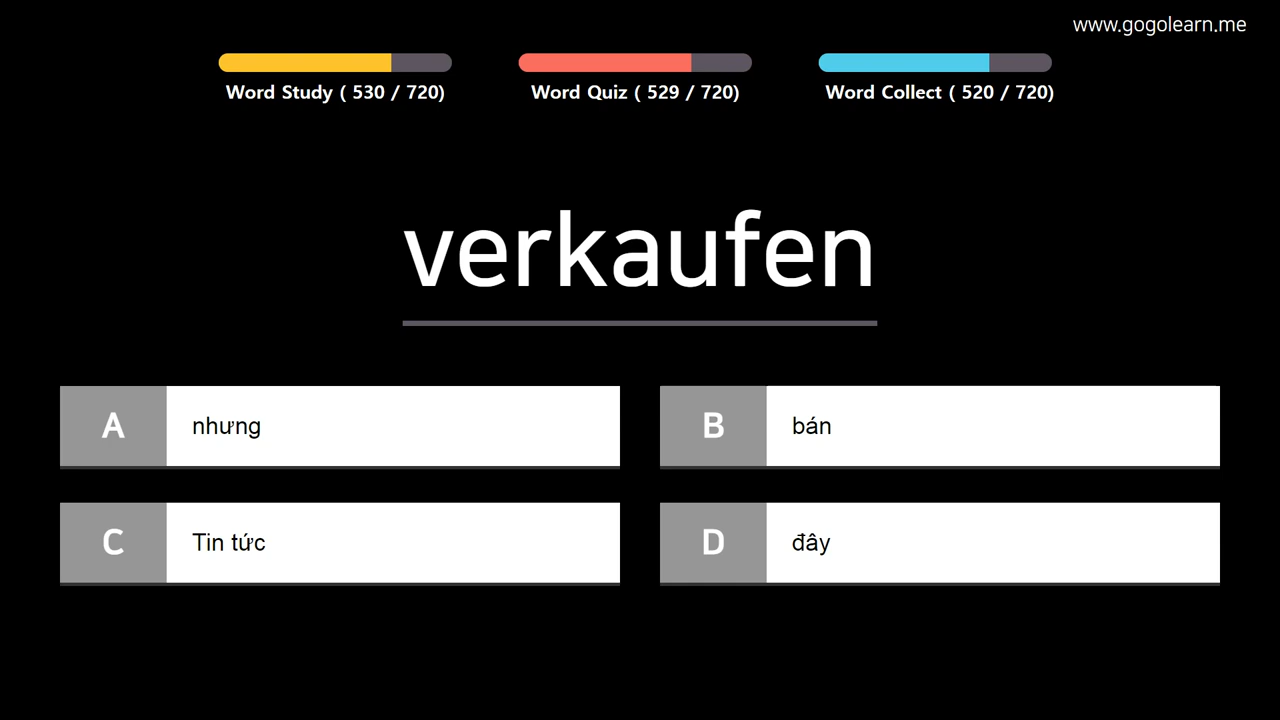 www.gogolearn.me
Word Study ( 530 / 720)
Word Quiz ( 529 / 720)
Word Collect ( 520 / 720)
verkaufen
A nhưng
B bán
C Tin tức
D đây